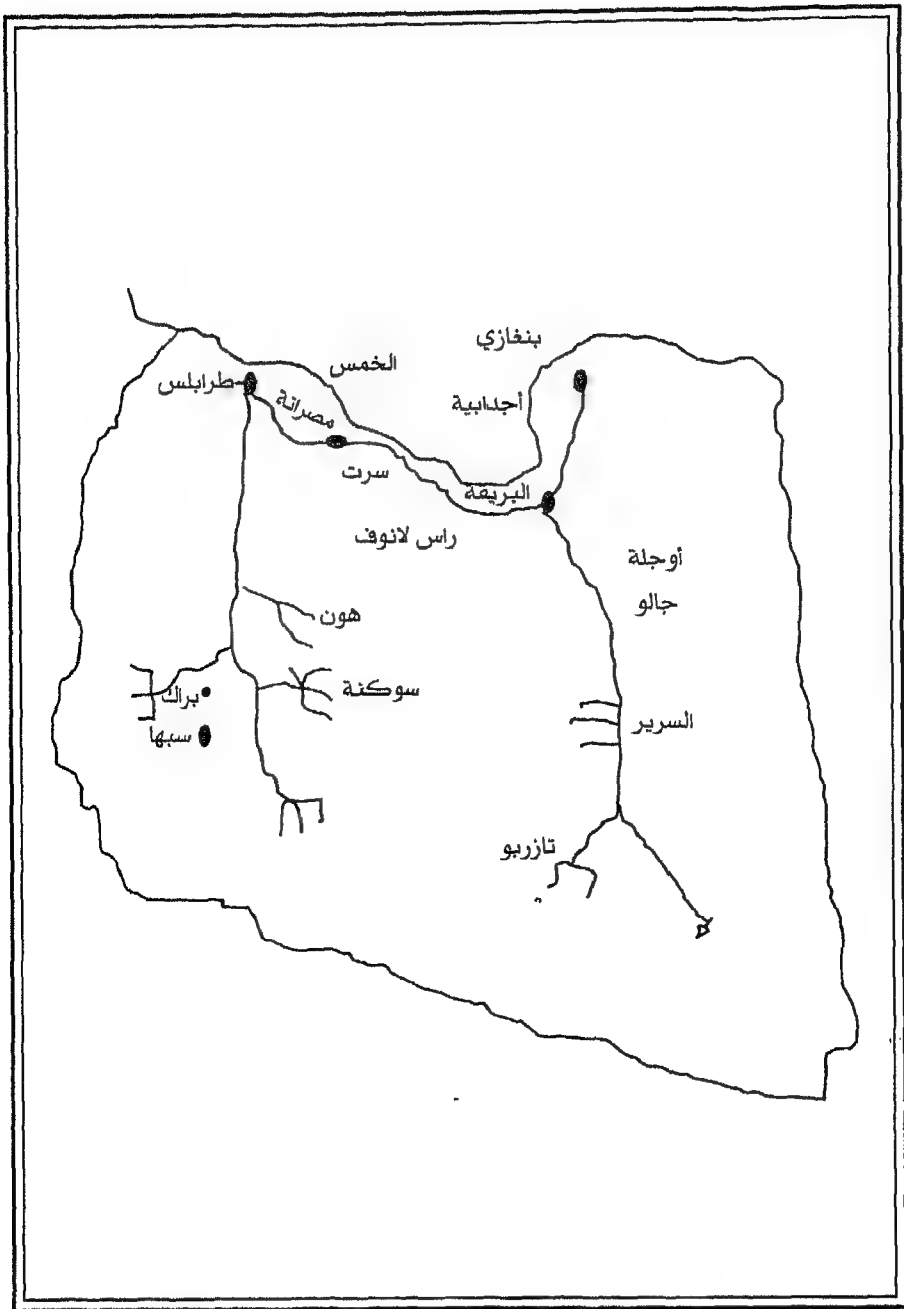 بنغازي
الخمس
طرابلس
أجدابية
مصراتة
سرت
البريقة
راس لانوف
أوجلة
جالو
هون
سوكنة
براك
السرير
سبها
تازربو